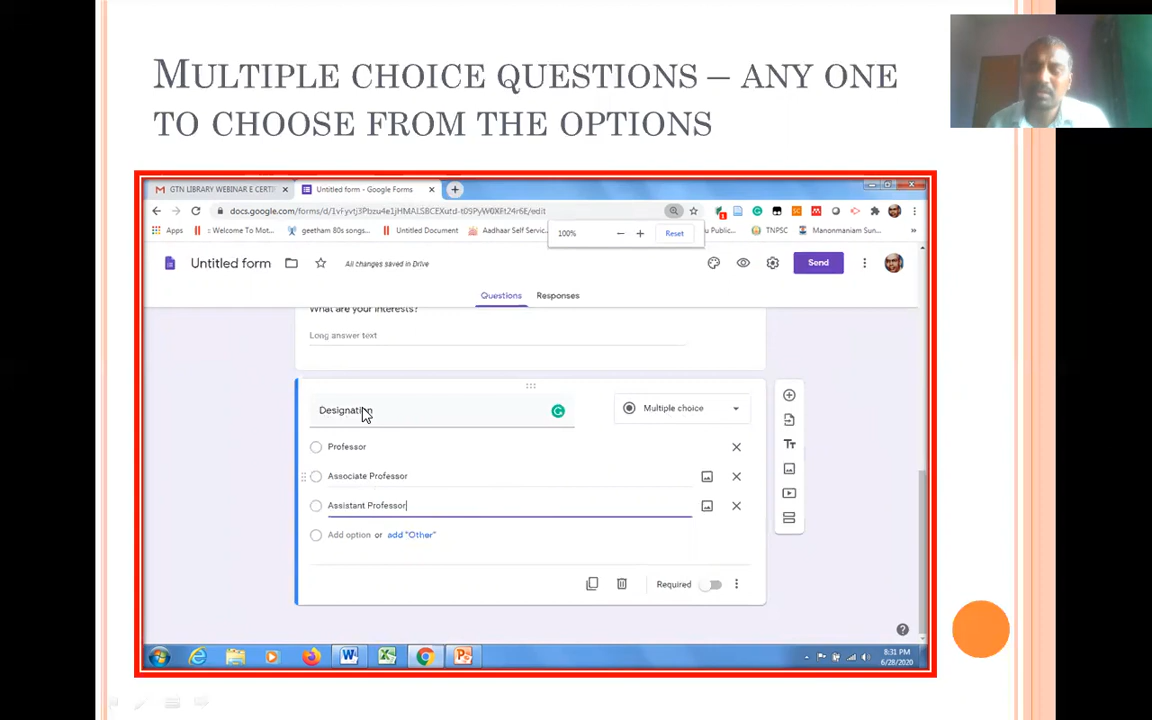 MULTIPLE CHOICE QUESTIONS – ANY ONE
TO CHOOSE FROM THE OPTIONS
GTN LIBRARY WEBINAR E CERTI
Untitled form - Google Forms
Apps
:: Welcome To Mot...
geetham 80s songs...
Untitled Document
Aadhaar Self Servic...
100%
Reset
u Public...
TNPSC
Manonmaniam Sun...
»
Untitled form
All changes saved in Drive
Send
Questions
Responses
What are your interests?
Long answer text
Designation
Multiple choice
Professor
Associate Professor
Assistant Professor
Add option or add "Other"
Required
8:31 PM
6/28/2020